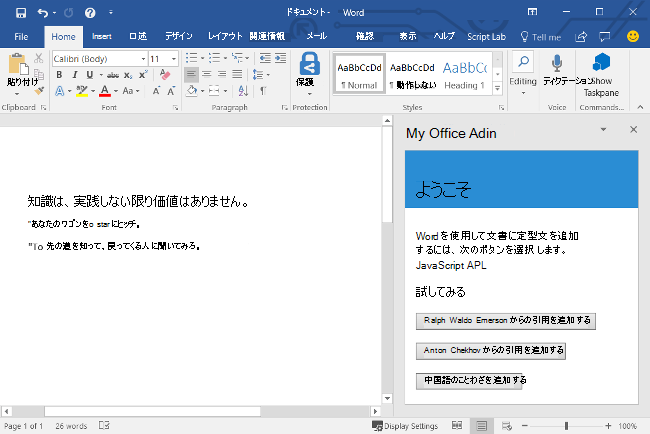 ドキュメント - Word
File Home Insert 口述 デザイン レイアウト 関連情報 メール 確認 表示 ヘルプ Script Lab Tell me Share
貼り付け
Calibri (Body) 11
B I U abc x₂ x²
A ab A Aa A A
保護
AaBbCcDd AaBbCcDd AaBbCc
¶ Normal ¶ 動作しない Heading 1
Editing
ディクテーション
Show
Taskpane
Clipboard Font Paragraph Protection Styles Voice Commands...
知識は、実践しない限り価値はありません。
"あなたのワゴンをo starにヒッチ。
"To 先の道を知って、戻ってくる人に聞いてみろ。
My Office Adin
ようこそ
Wordを使用して文書に定型文を追加
するには、次のボタンを選択します。
JavaScript APL
試してみる
Ralph Waldo Emerson からの引用を追加する
Anton Chekhov からの引用を追加する
中国語のことわざを追加する
Page 1 of 1 26 words Display Settings 100%